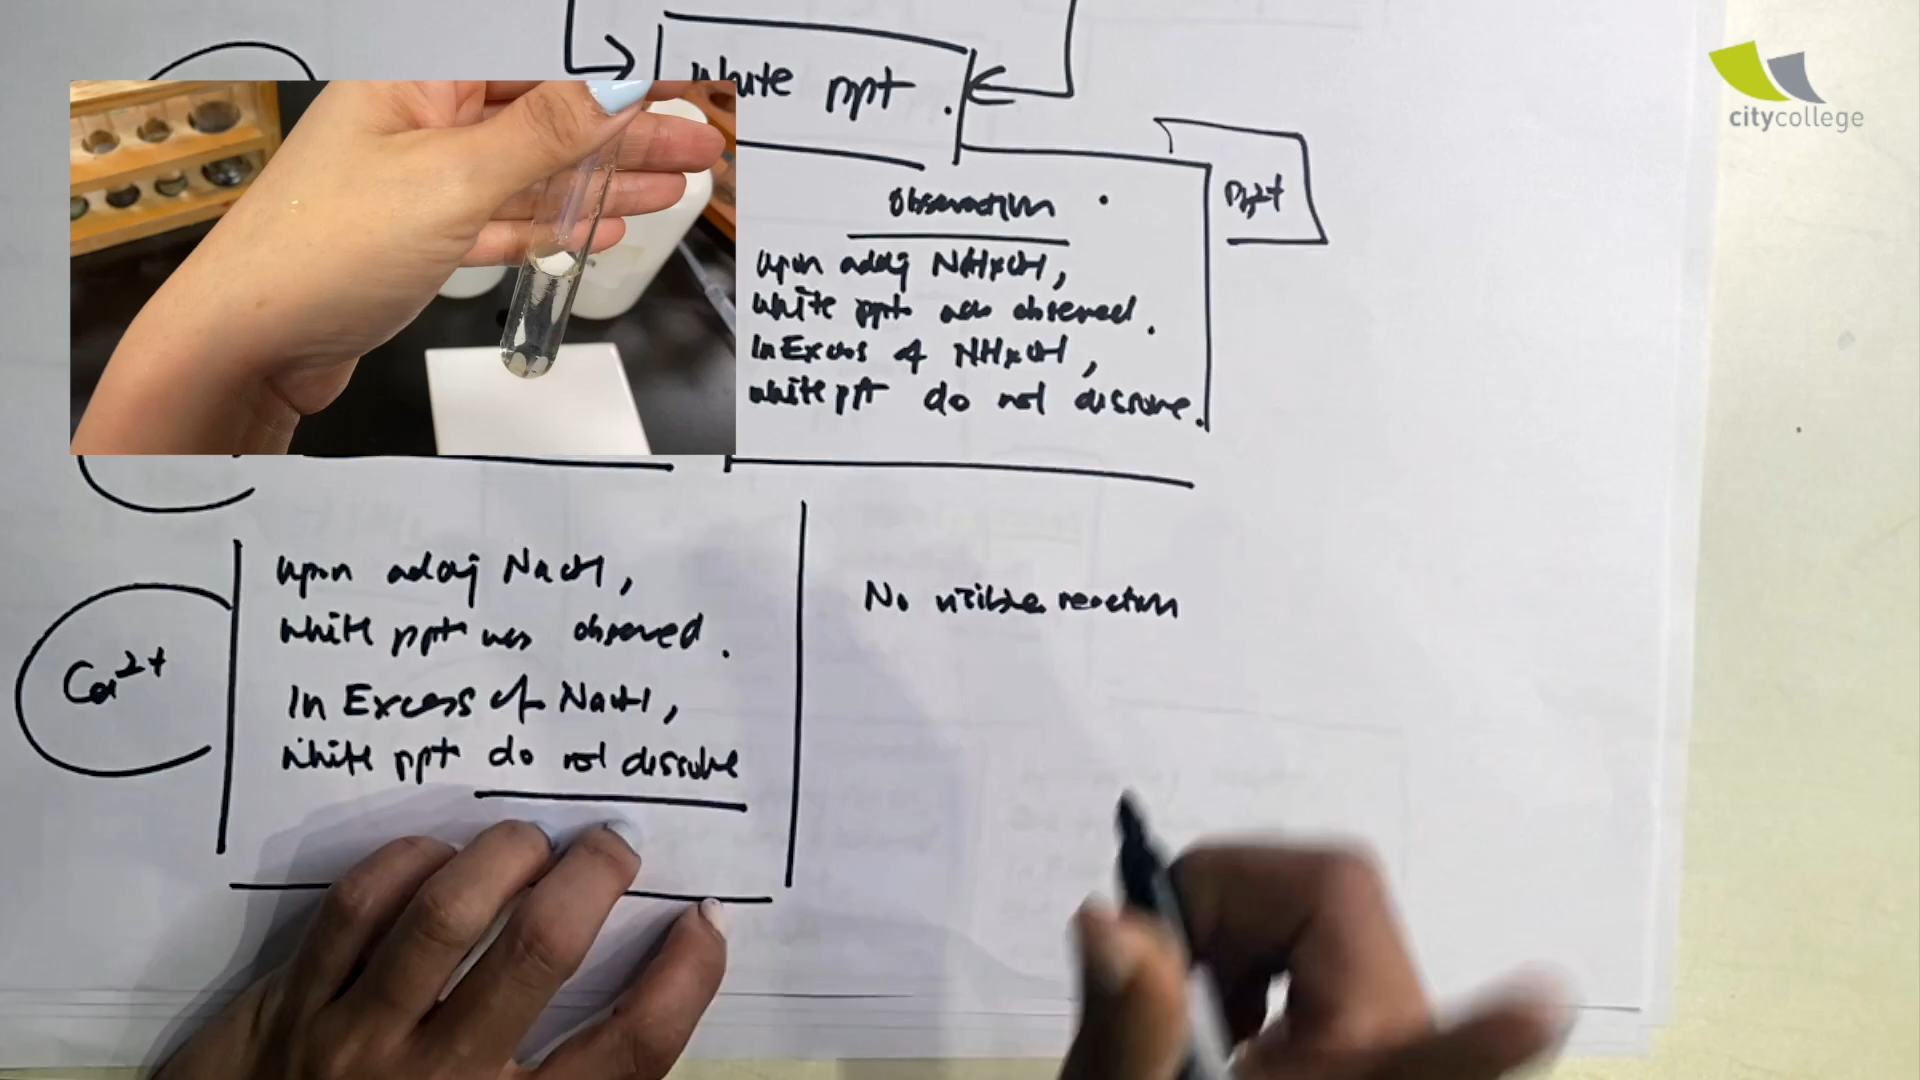 White ppt.
citycollege
Observation
Upon adding NH4OH,
white ppt was observed.
In Excess of NH4OH,
white ppt do not dissolve.
Upon adding NaOH,
white ppt was observed.
In Excess of NaOH,
White ppt do not dissolve
No visible reaction
Ca2+